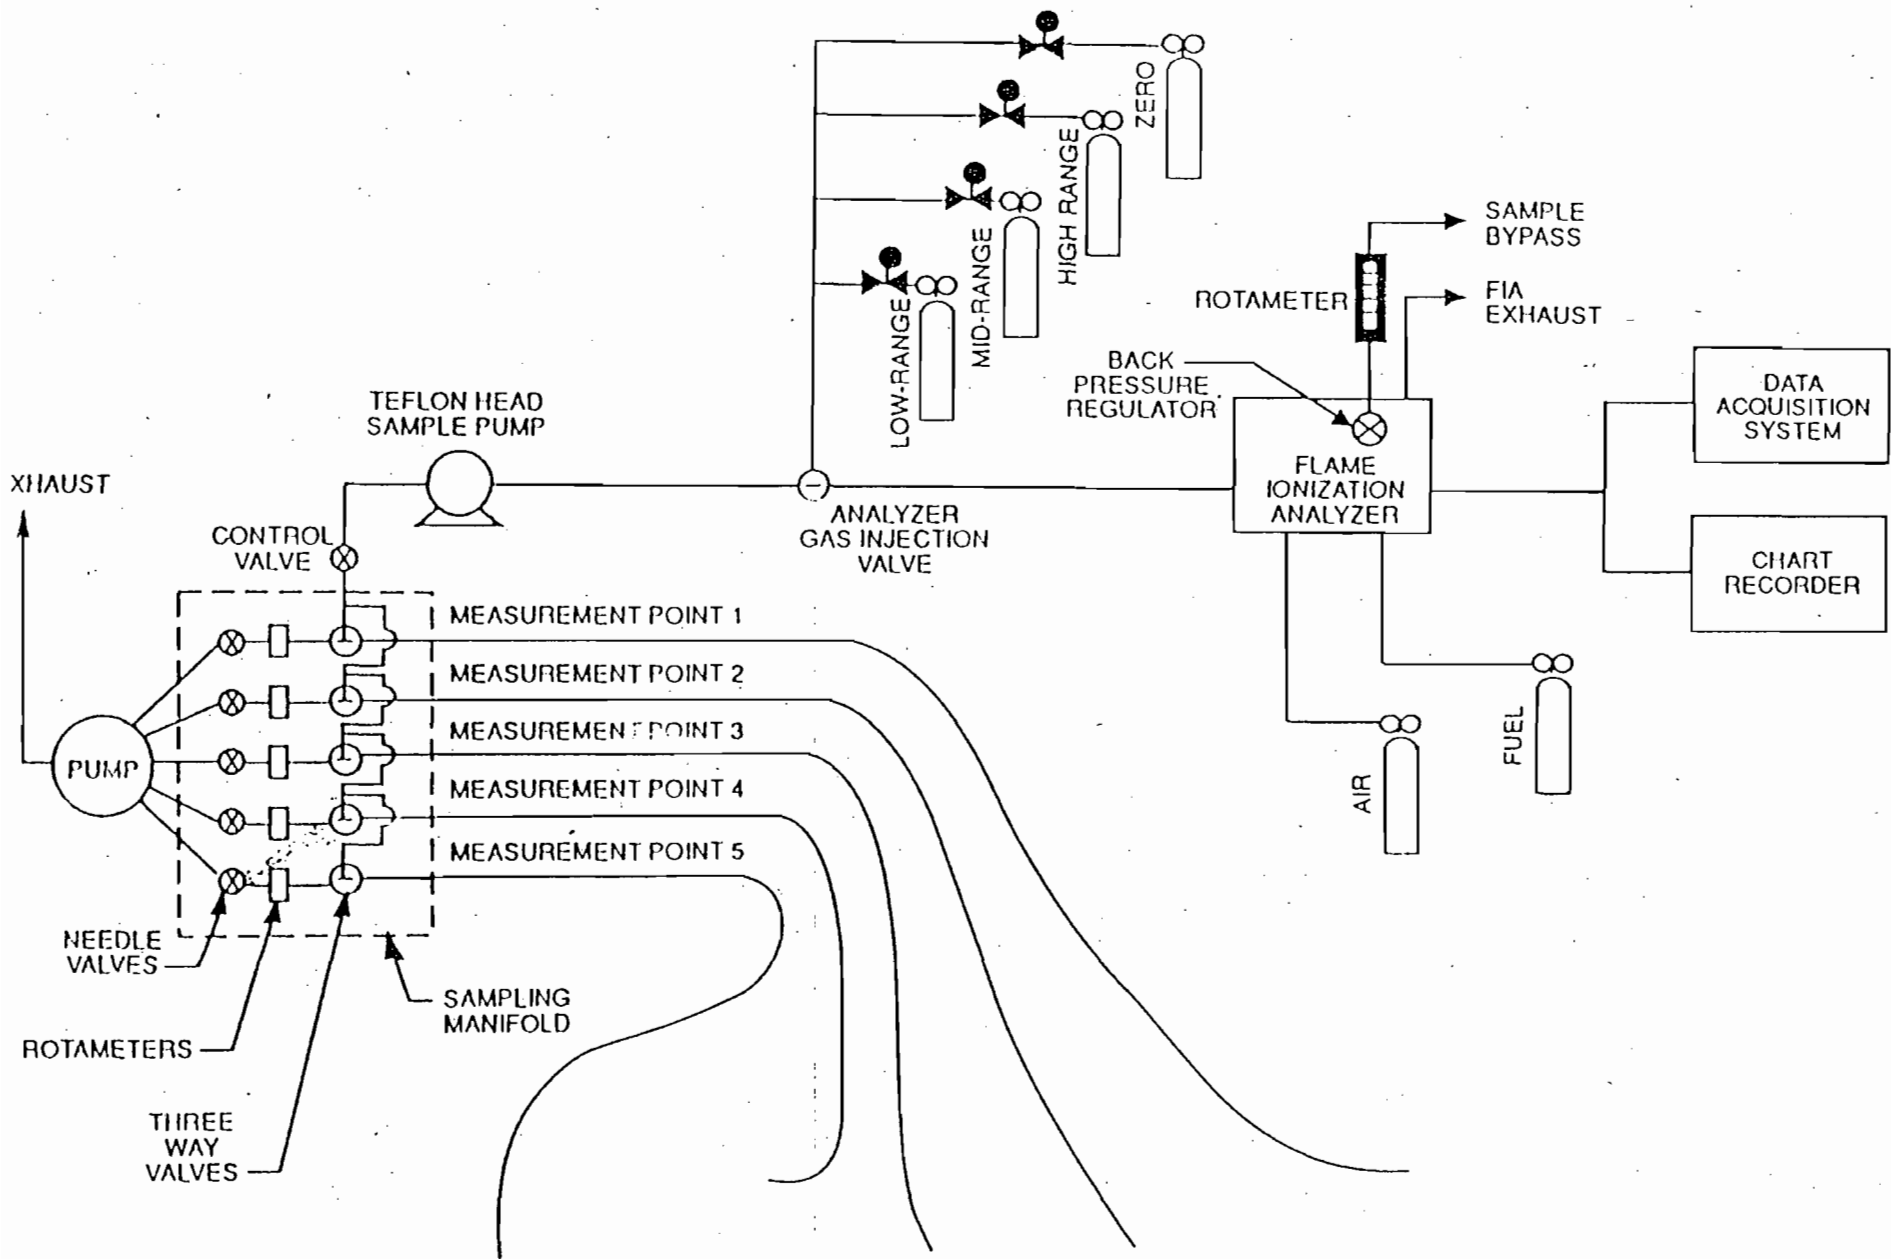 ZERO
HIGH RANGE
MID-RANGE
LOW-RANGE
SAMPLE
BYPASS
ROTAMETER
FIA
EXHAUST
BACK
PRESSURE
REGULATOR
DATA
ACQUISITION
SYSTEM
TEFLON HEAD
SAMPLE PUMP
FLAME
IONIZATION
ANALYZER
XHAUST
ANALYZER
GAS INJECTION
VALVE
CONTROL
VALVE
CHART
RECORDER
MEASUREMENT POINT 1
MEASUREMENT POINT 2
MEASUREMENT POINT 3
MEASUREMENT POINT 4
MEASUREMENT POINT 5
PUMP
FUEL
AIR
NEEDLE
VALVES
SAMPLING
MANIFOLD
ROTAMETERS
THREE
WAY
VALVES